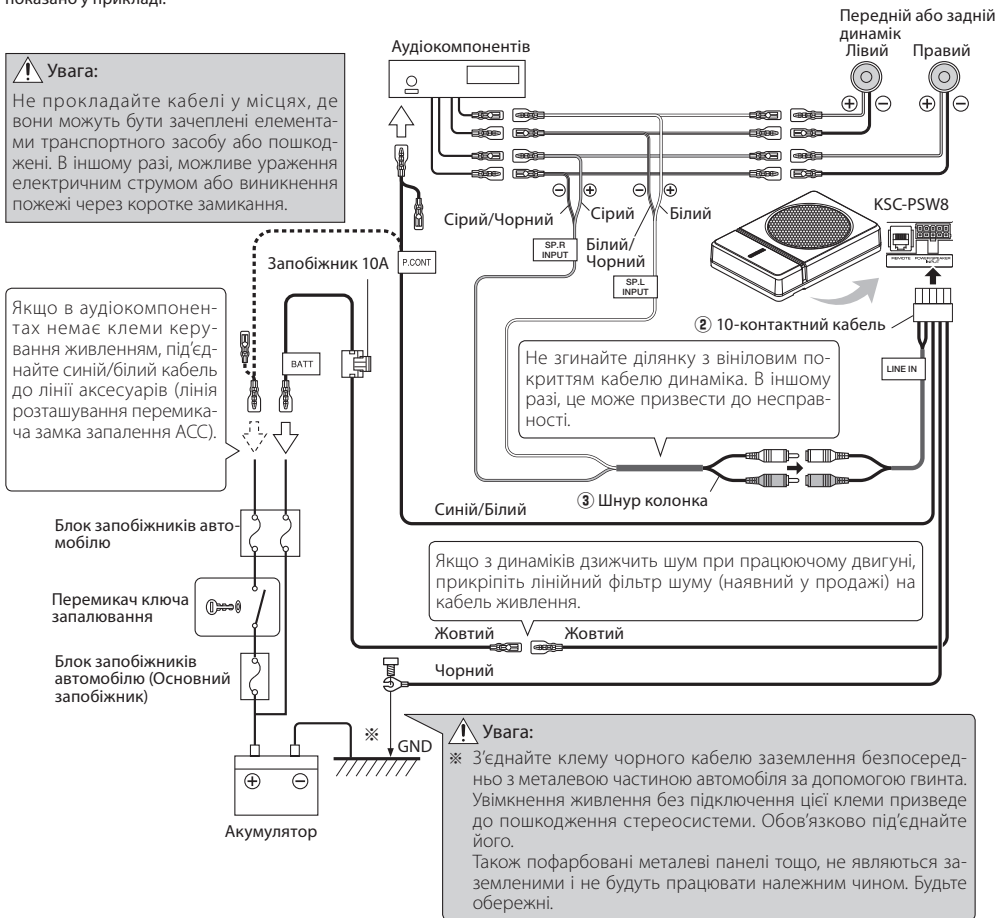 показано у прикладі.
Передній або задній
динамік
Лівий Правий
Аудіокомпонентів
Увага:
Не прокладайте кабелі у місцях, де
вони можуть бути зачеплені елемента-
ми транспортного засобу або пошкод-
жені. В іншому разі, можливе ураження
електричним струмом або виникнення
пожежі через коротке замикання.
Сірий/Чорний
Сірий
Білий/
Чорний
Білий
KSC-PSW8
REMOTE POWER/SPEAKER
INPUT
SP.R
INPUT
SP.L
INPUT
Запобіжник 10А
P.CONT
BATT
② 10-контактний кабель
LINE IN
Якщо в аудіокомпонен-
тах немає клеми керу-
вання живленням, під'єд-
найте синій/білий кабель
до лінії аксесуарів (лінія
розташування перемика-
ча замка запалення ACC).
Не згинайте ділянку з вініловим по-
криттям кабелю динаміка. В іншому
разі, це може призвести до несправ-
ності.
③ Шнур колонка
Синій/Білий
Блок запобіжників авто-
мобілю
Якщо з динаміків дзижчить шум при працюючому двигуні,
прикріпіть лінійний фільтр шуму (наявний у продажі) на
кабель живлення.
Перемикач ключа
запалювання
Жовтий Жовтий
Блок запобіжників
автомобілю (Основний
запобіжник)
Чорний
※ GND
Акумулятор
Увага:
※ З'єднайте клему чорного кабелю заземлення безпосеред-
ньо з металевою частиною автомобіля за допомогою гвинта.
Увімкнення живлення без підключення цієї клеми призведе
до пошкодження стереосистеми. Обов'язково під'єднайте
його.
Також пофарбовані металеві панелі тощо, не являються за-
земленими і не будуть працювати належним чином. Будьте
обережні.